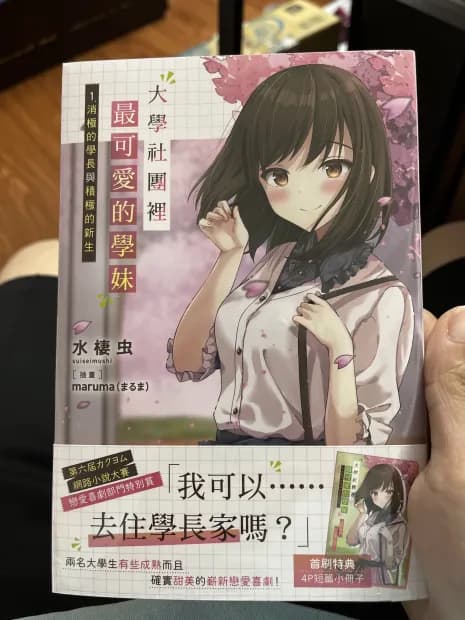 大學社團裡
最可愛的學妹
1 消極的學長與積極的新生
水棲虫
suiseimushi
[插畫]
maruma(まるま)
第六屆カクヨム
網路小說大賽
戀愛喜劇部門特別賞
「我可以……
去住學長家嗎？」
兩名大學生有些成熟而且
確實甜美的嶄新戀愛喜劇！
首刷特典
4P短篇小冊子